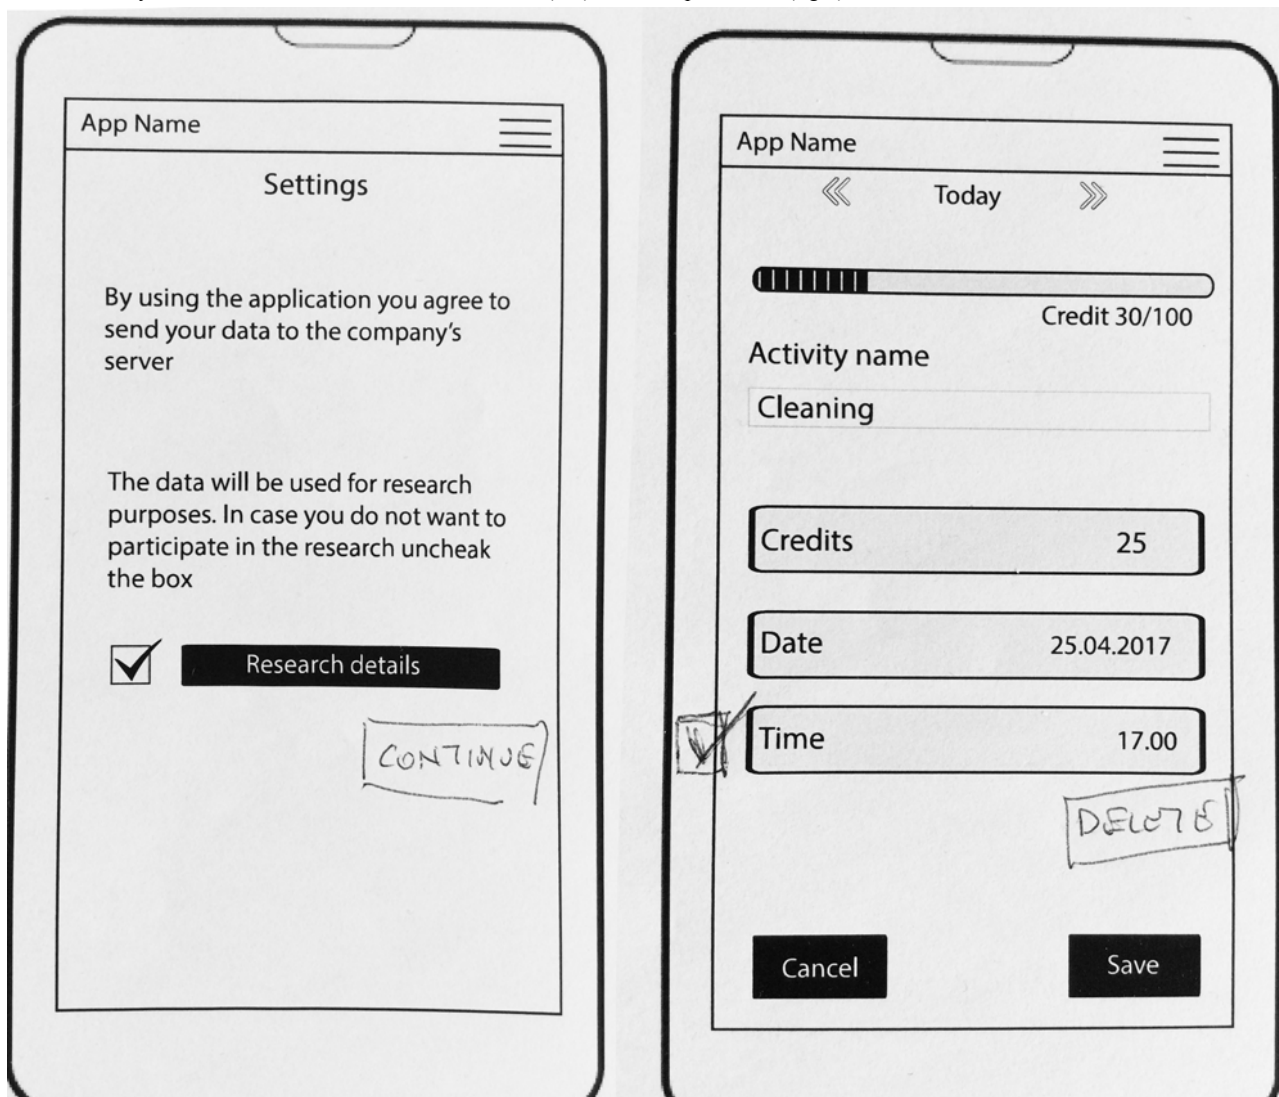 App Name
Settings
By using the application you agree to
send your data to the company's
server
The data will be used for research
purposes. In case you do not want to
participate in the research uncheak
the box
Research details
CONTINUE
App Name
Today
Credit 30/100
Activity name
Cleaning
Credits 25
Date 25.04.2017
Time 17.00
DELETE
Cancel Save